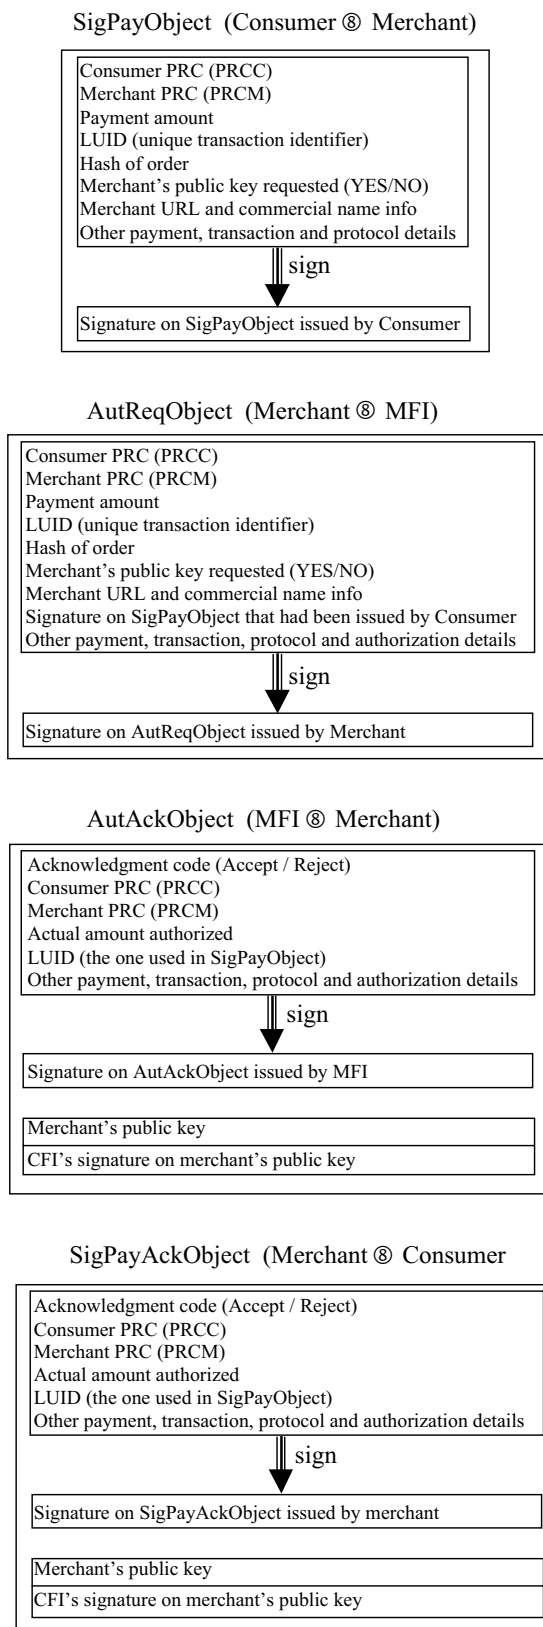 SigPayObject (Consumer ® Merchant)
Consumer PRC (PRCC)
Merchant PRC (PRCM)
Payment amount
LUID (unique transaction identifier)
Hash of order
Merchant's public key requested (YES/NO)
Merchant URL and commercial name info
Other payment, transaction and protocol details
sign
Signature on SigPayObject issued by Consumer
AutReqObject (Merchant ® MFI)
Consumer PRC (PRCC)
Merchant PRC (PRCM)
Payment amount
LUID (unique transaction identifier)
Hash of order
Merchant's public key requested (YES/NO)
Merchant URL and commercial name info
Signature on SigPayObject that had been issued by Consumer
Other payment, transaction, protocol and authorization details
sign
Signature on AutReqObject issued by Merchant
AutAckObject (MFI ® Merchant)
Acknowledgment code (Accept / Reject)
Consumer PRC (PRCC)
Merchant PRC (PRCM)
Actual amount authorized
LUID (the one used in SigPayObject)
Other payment, transaction, protocol and authorization details
sign
Signature on AutAckObject issued by MFI
Merchant's public key
CFI's signature on merchant's public key
SigPayAckObject (Merchant ® Consumer
Acknowledgment code (Accept / Reject)
Consumer PRC (PRCC)
Merchant PRC (PRCM)
Actual amount authorized
LUID (the one used in SigPayObject)
Other payment, transaction, protocol and authorization details
sign
Signature on SigPayAckObject issued by merchant
Merchant's public key
CFI's signature on merchant's public key